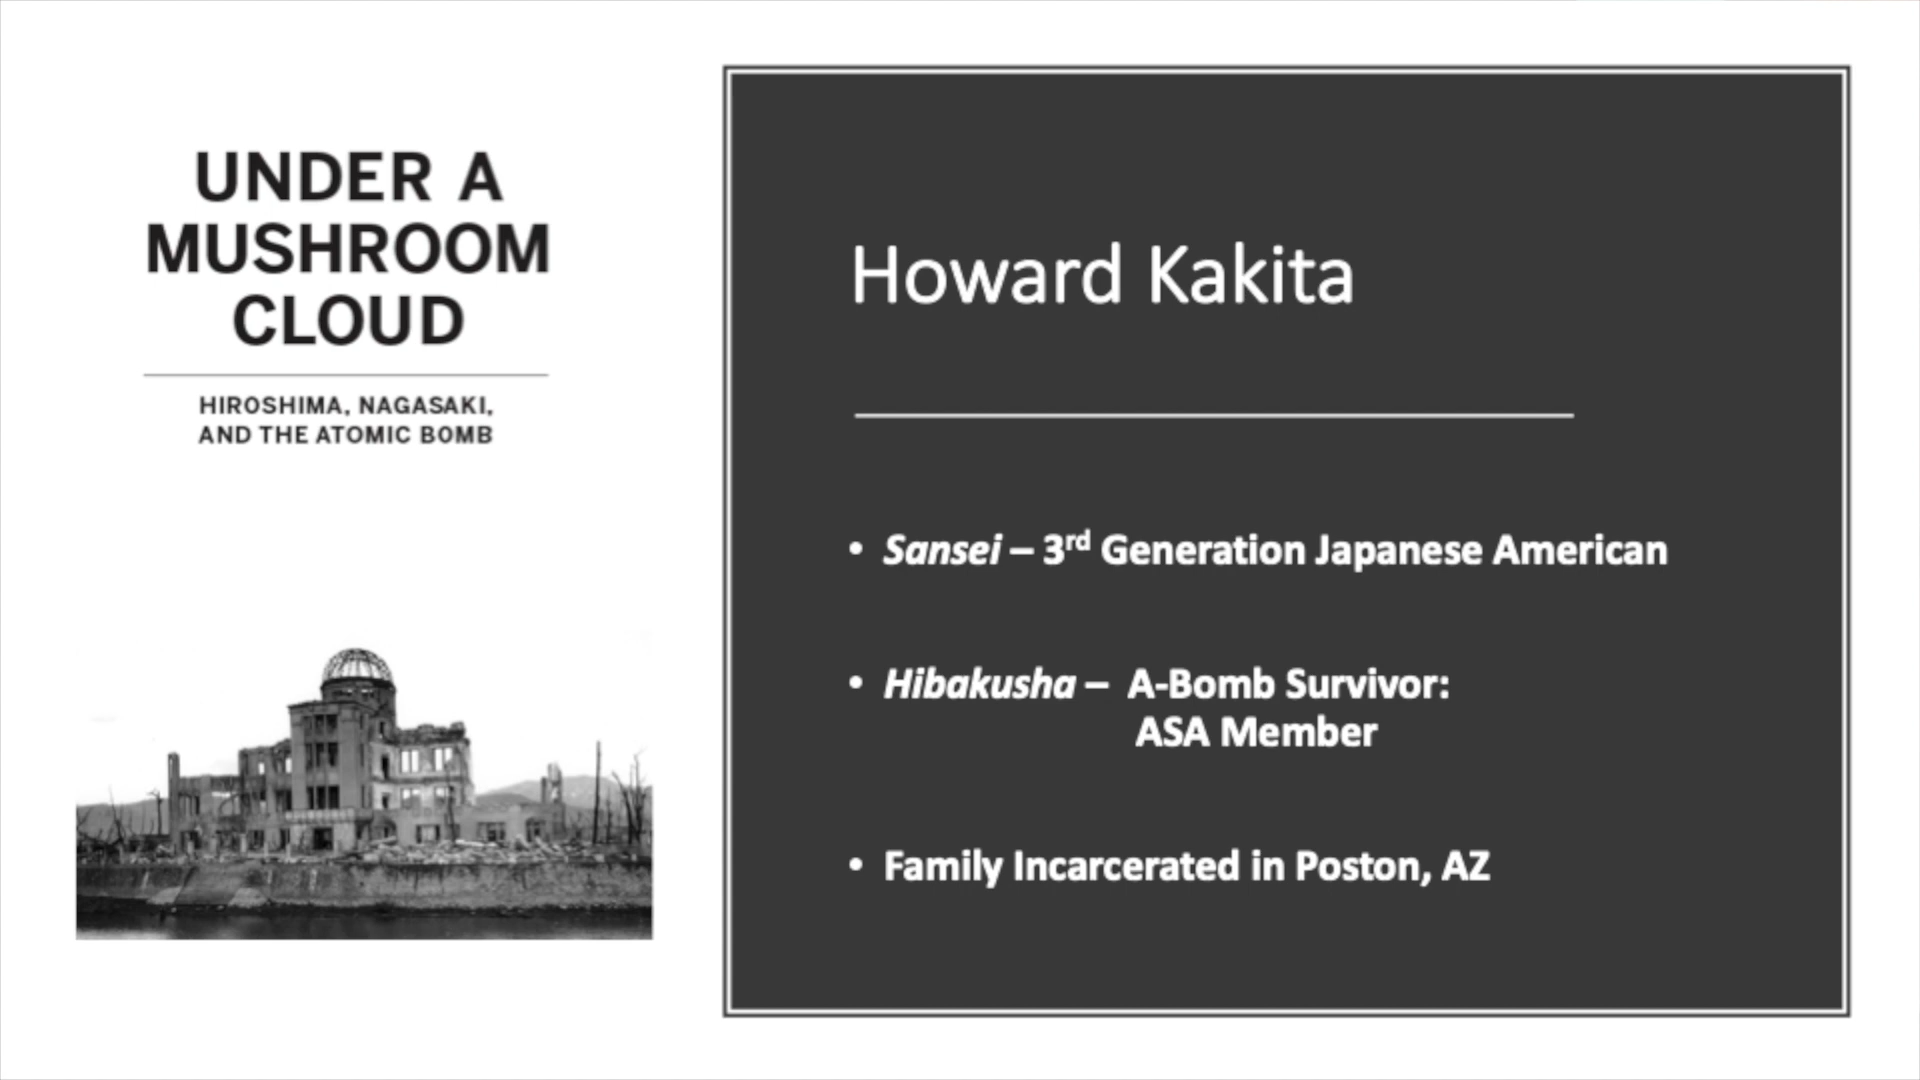 UNDER A
MUSHROOM
CLOUD
HIROSHIMA, NAGASAKI,
AND THE ATOMIC BOMB
Howard Kakita
• Sansei – 3rd Generation Japanese American
• Hibakusha – A-Bomb Survivor:
ASA Member
• Family Incarcerated in Poston, AZ